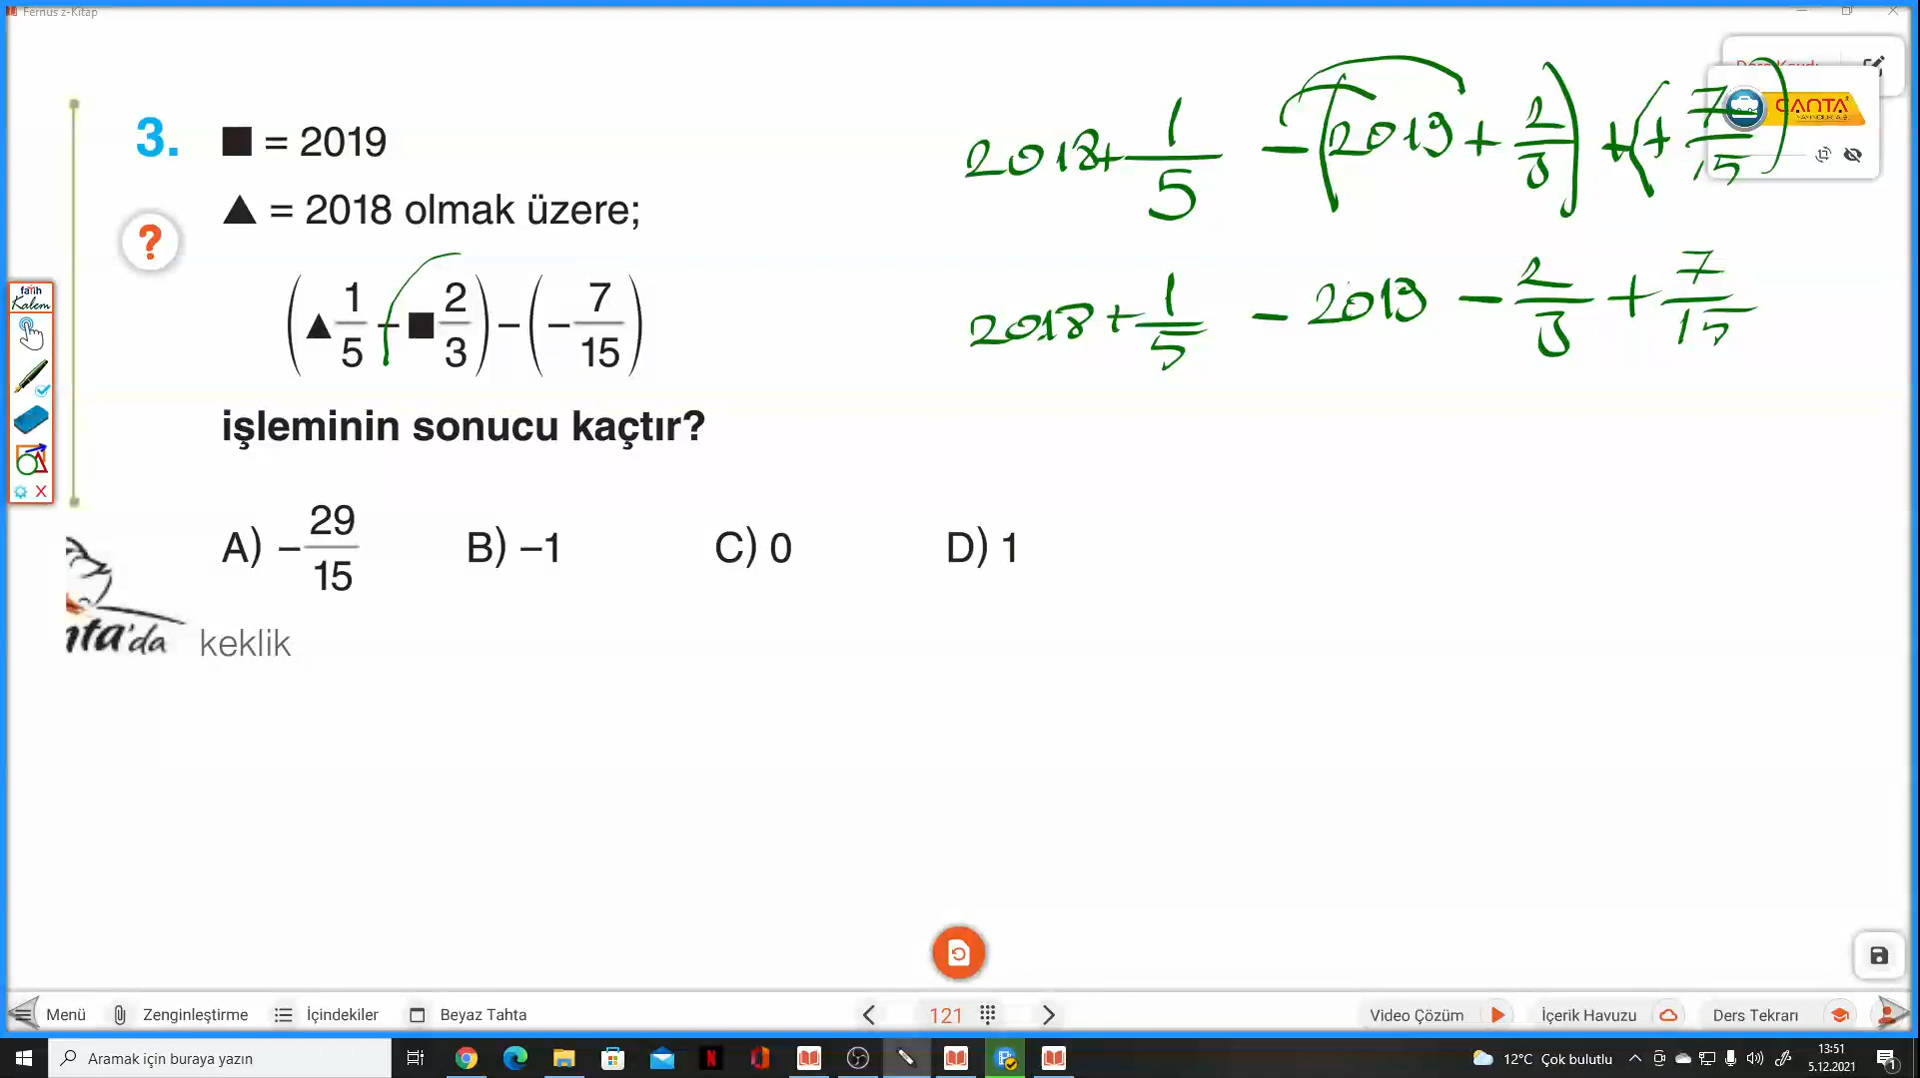 Fernus z-Kitap
3. ■ = 2019
▲ = 2018 olmak üzere;
(▲ 1/5 - ■ 2/3) - (- 7/15)
işleminin sonucu kaçtır?
A) - 29/15 B) -1 C) 0 D) 1
'da keklik
2018 + 1/5 - (2019 + 2/3) + (+ 7/15)
2018 + 1/5 - 2019 - 2/3 + 7/15
ÇANTA
fatih
Kalem
Menü Zenginleştirme İçindekiler Beyaz Tahta 121 Video Çözüm İçerik Havuzu Ders Tekrarı
Aramak için buraya yazın 12°C Çok bulutlu 13:51
5.12.2021